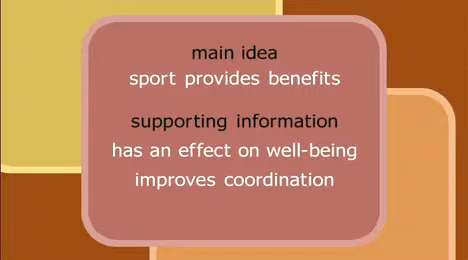 main idea
sport provides benefits
supporting information
has an effect on well-being
improves coordination